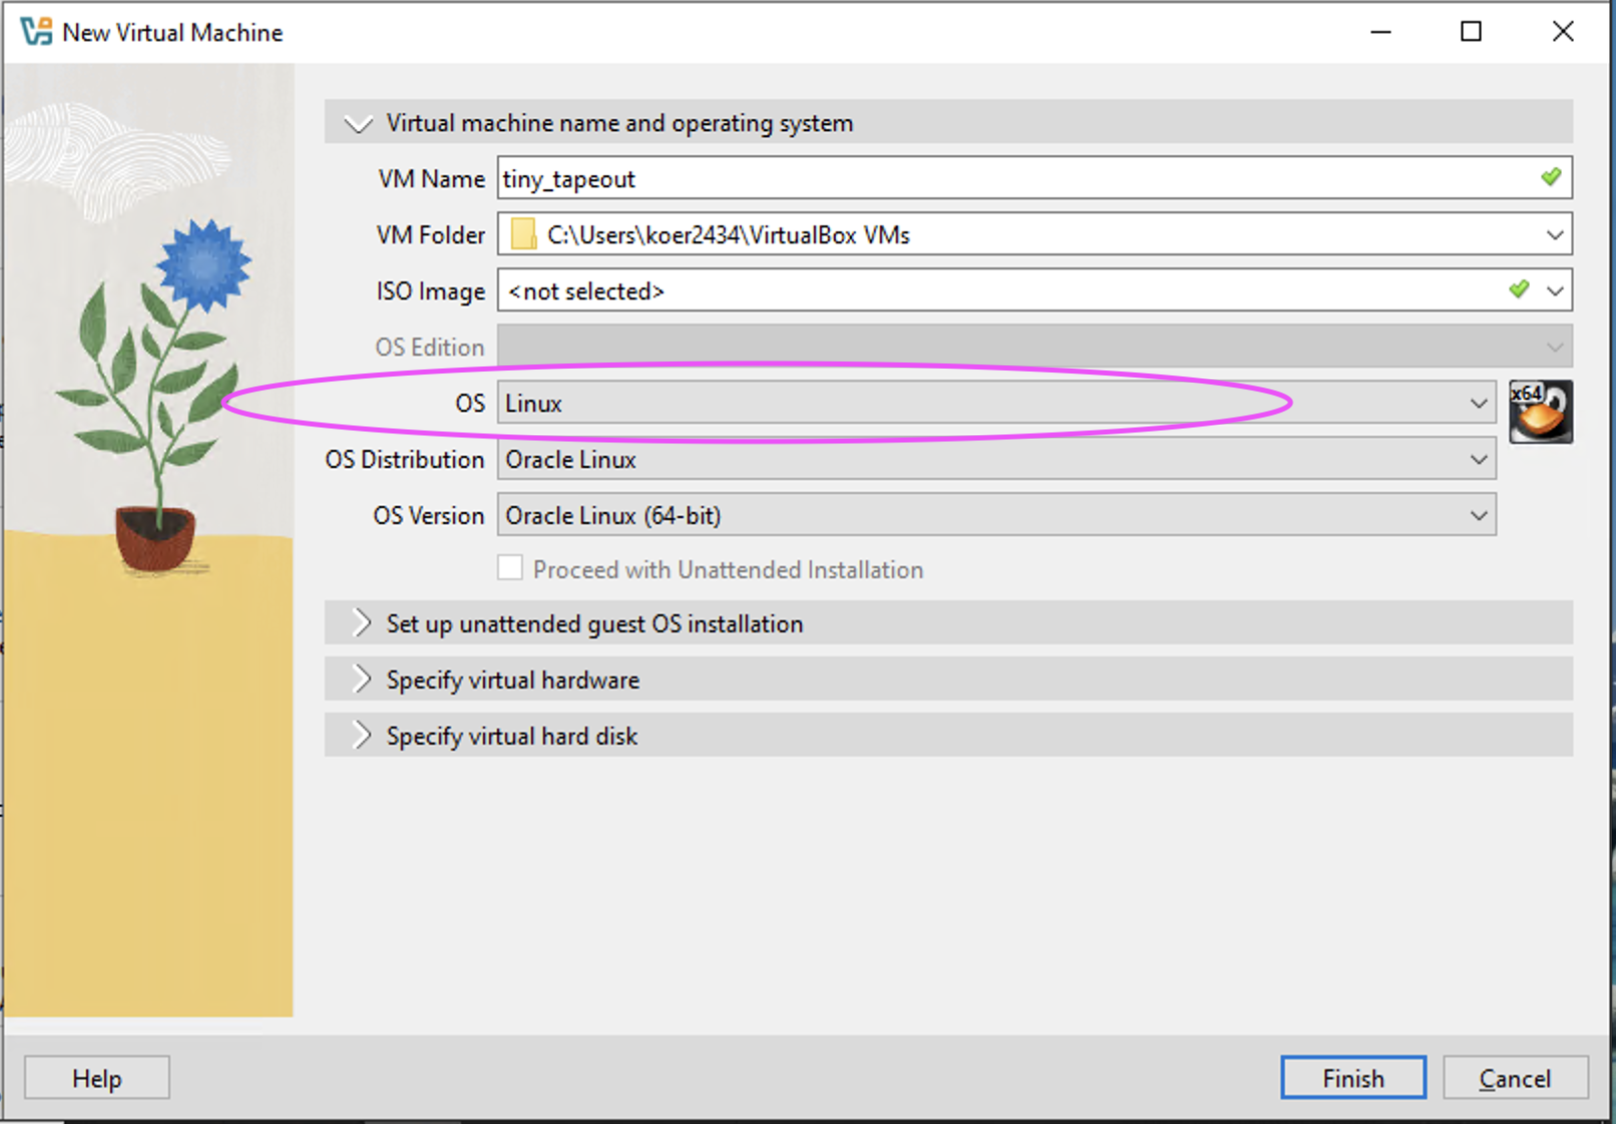 New Virtual Machine
Virtual machine name and operating system
VM Name tiny_tapeout
VM Folder C:\Users\koer2434\VirtualBox VMs
ISO Image <not selected>
OS Edition
OS Linux x64
OS Distribution Oracle Linux
OS Version Oracle Linux (64-bit)
Proceed with Unattended Installation
Set up unattended guest OS installation
Specify virtual hardware
Specify virtual hard disk
Help Finish Cancel